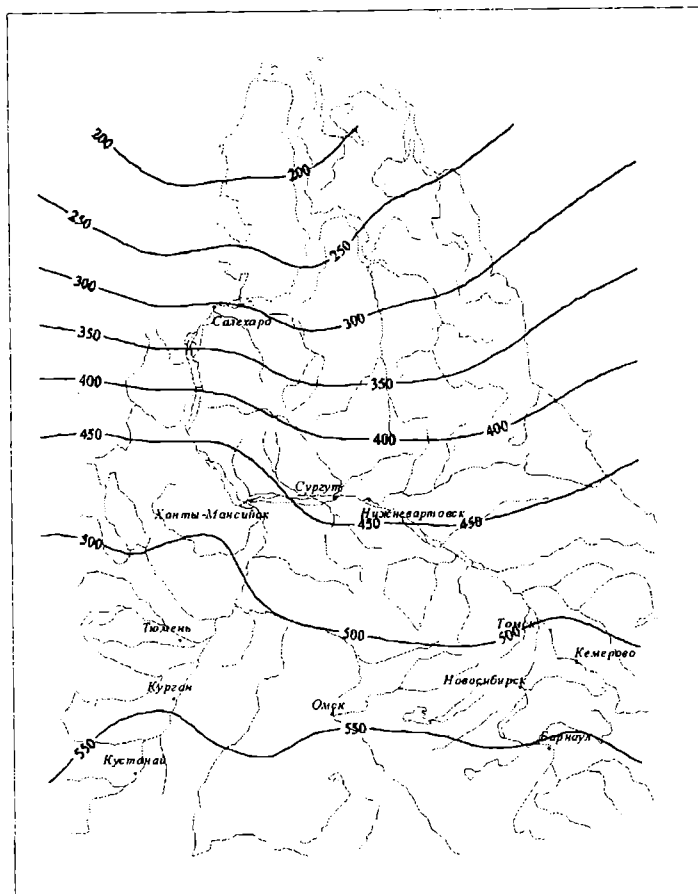 200
200
250
250
300
Салехард
300
350
350
400
400
400
450
Сургут
Ханты-Мансийск
Нижневартовск
450
450
500
Тюмень
500
500
Томск
Кемерово
Курган
Новосибирск
Омск
550
550
Кустанай
Барнаул